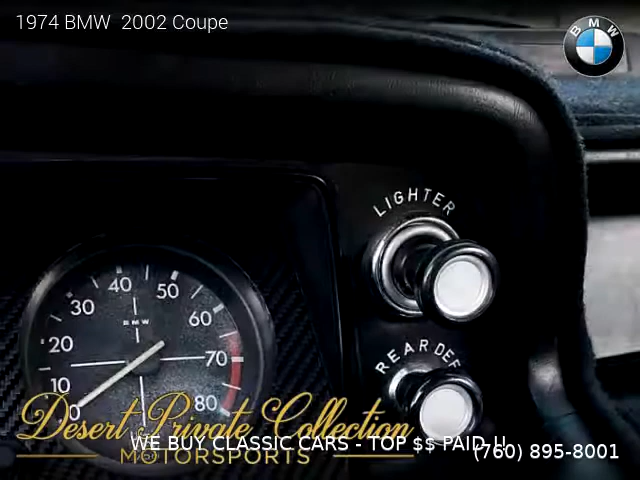 1974 BMW 2002 Coupe
BMW
LIGHTER
40
50
30
60
BMW
20
70
REAR DEF
10
80
0
Desert Private Collection
WE BUY CLASSIC CARS - TOP $$ PAID !!
(760) 895-8001
MOTORSPORTS